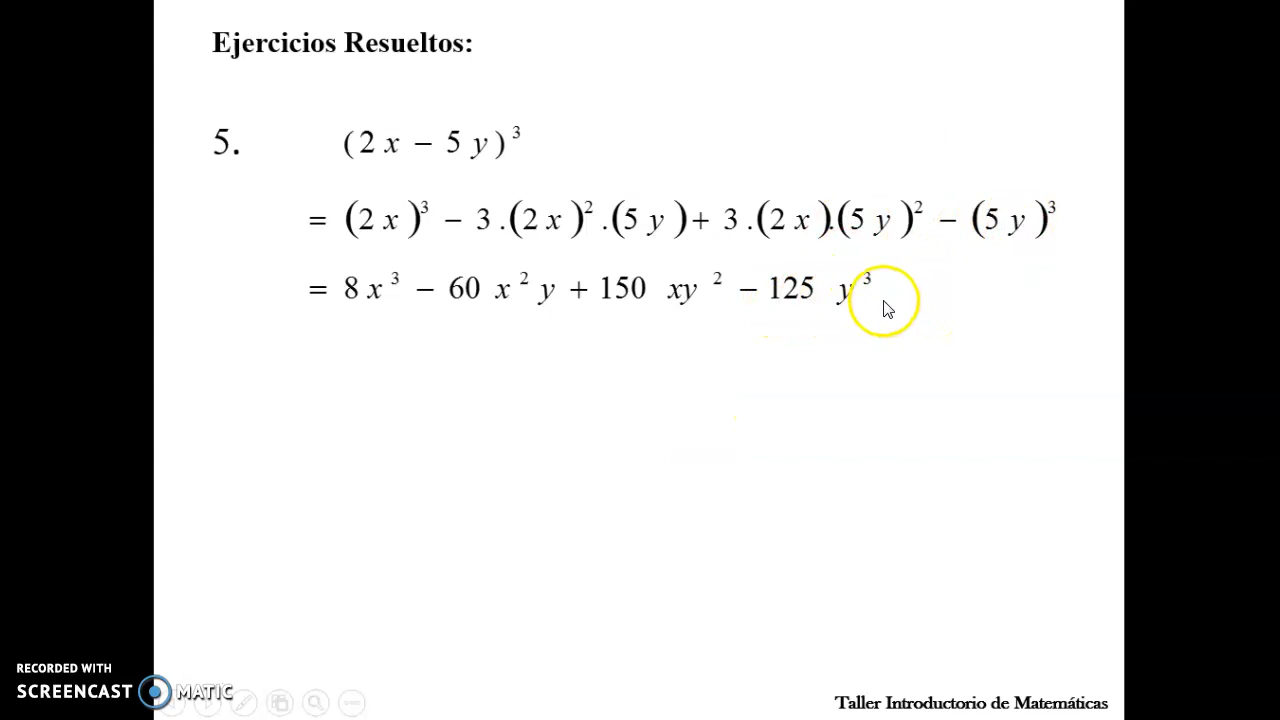 Ejercicios Resueltos:
5. (2x − 5y)³
= (2x)³ − 3.(2x)².(5y) + 3.(2x).(5y)² − (5y)³
= 8x³ − 60x²y + 150xy² − 125y³
RECORDED WITH
SCREENCAST MATIC
Taller Introductorio de Matemáticas